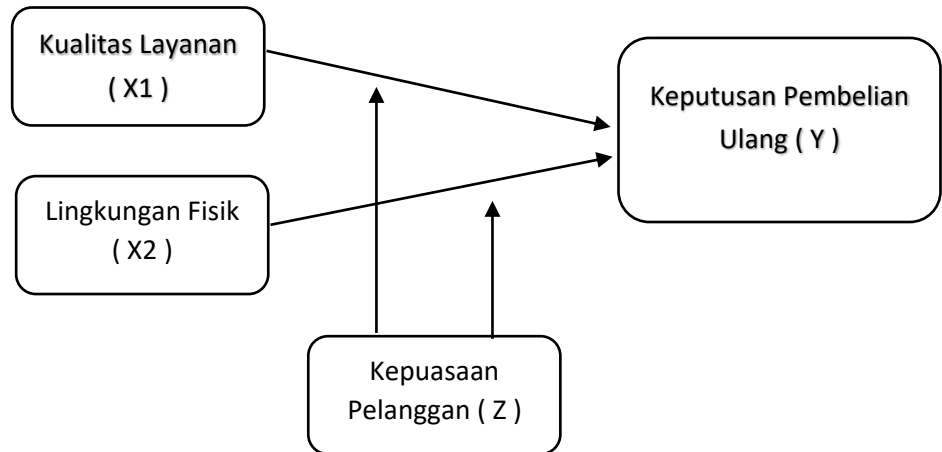 Kualitas Layanan
( X1 )
Keputusan Pembelian
Ulang ( Y )
Lingkungan Fisik
( X2 )
Kepuasaan
Pelanggan ( Z )